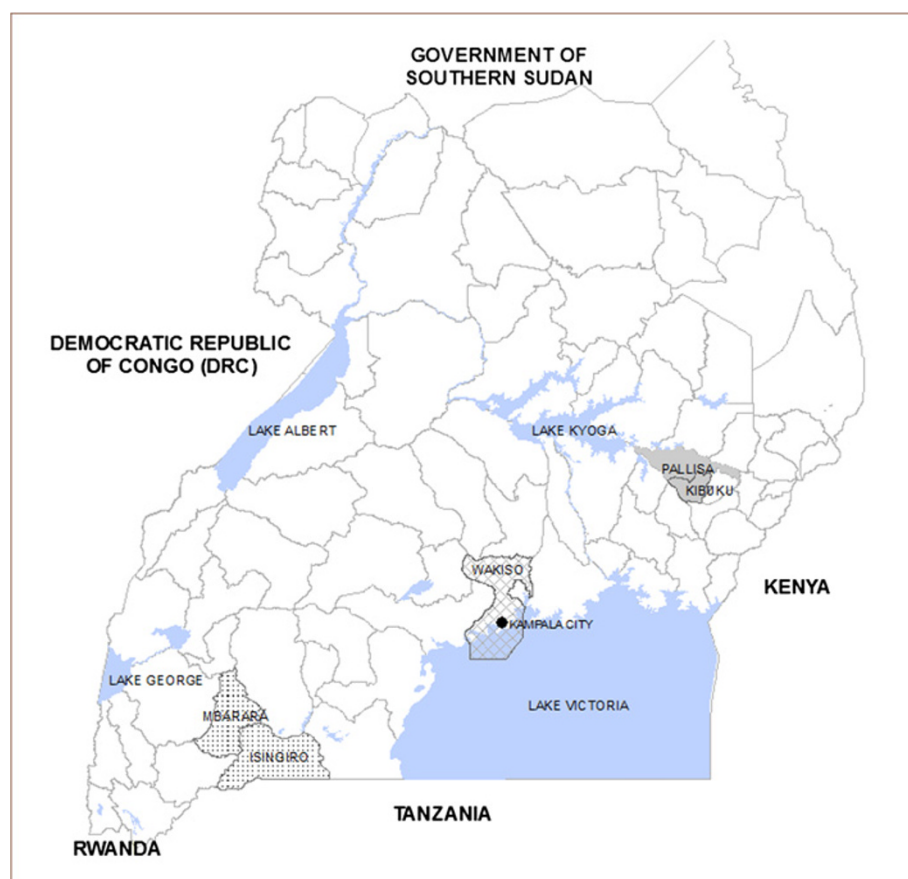 GOVERNMENT OF
SOUTHERN SUDAN
DEMOCRATIC REPUBLIC
OF CONGO (DRC)
LAKE ALBERT
LAKE KYOGA
PALLISA
KIBUKU
WAKISO
KENYA
KAMPALA CITY
LAKE GEORGE
LAKE VICTORIA
MBARARA
ISINGIRO
TANZANIA
RWANDA